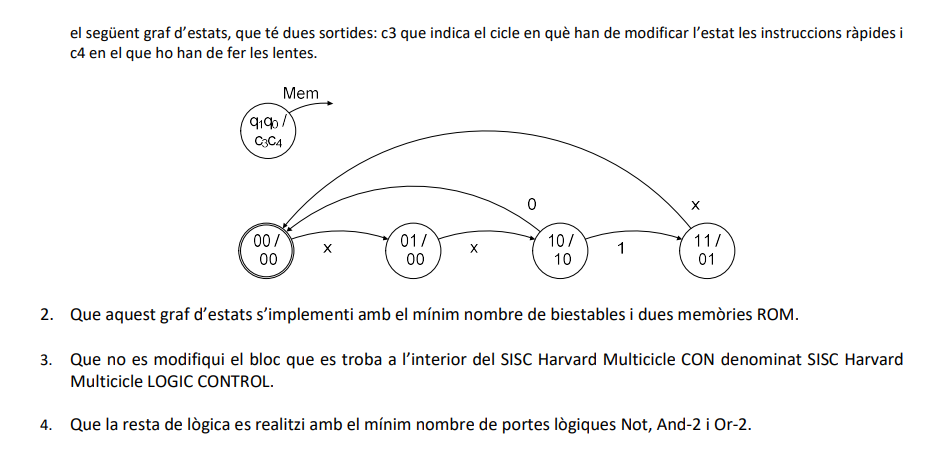 el següent graf d’estats, que té dues sortides: c3 que indica el cicle en què han de modificar l’estat les instruccions ràpides i
c4 en el que ho han de fer les lentes.
Mem
q1q0 /
C3C4
0
x
00 /
00
x
01 /
00
x
10 /
10
1
11 /
01
2. Que aquest graf d’estats s’implementi amb el mínim nombre de biestables i dues memòries ROM.
3. Que no es modifiqui el bloc que es troba a l’interior del SISC Harvard Multicicle CON denominat SISC Harvard
Multicicle LOGIC CONTROL.
4. Que la resta de lògica es realitzi amb el mínim nombre de portes lògiques Not, And-2 i Or-2.